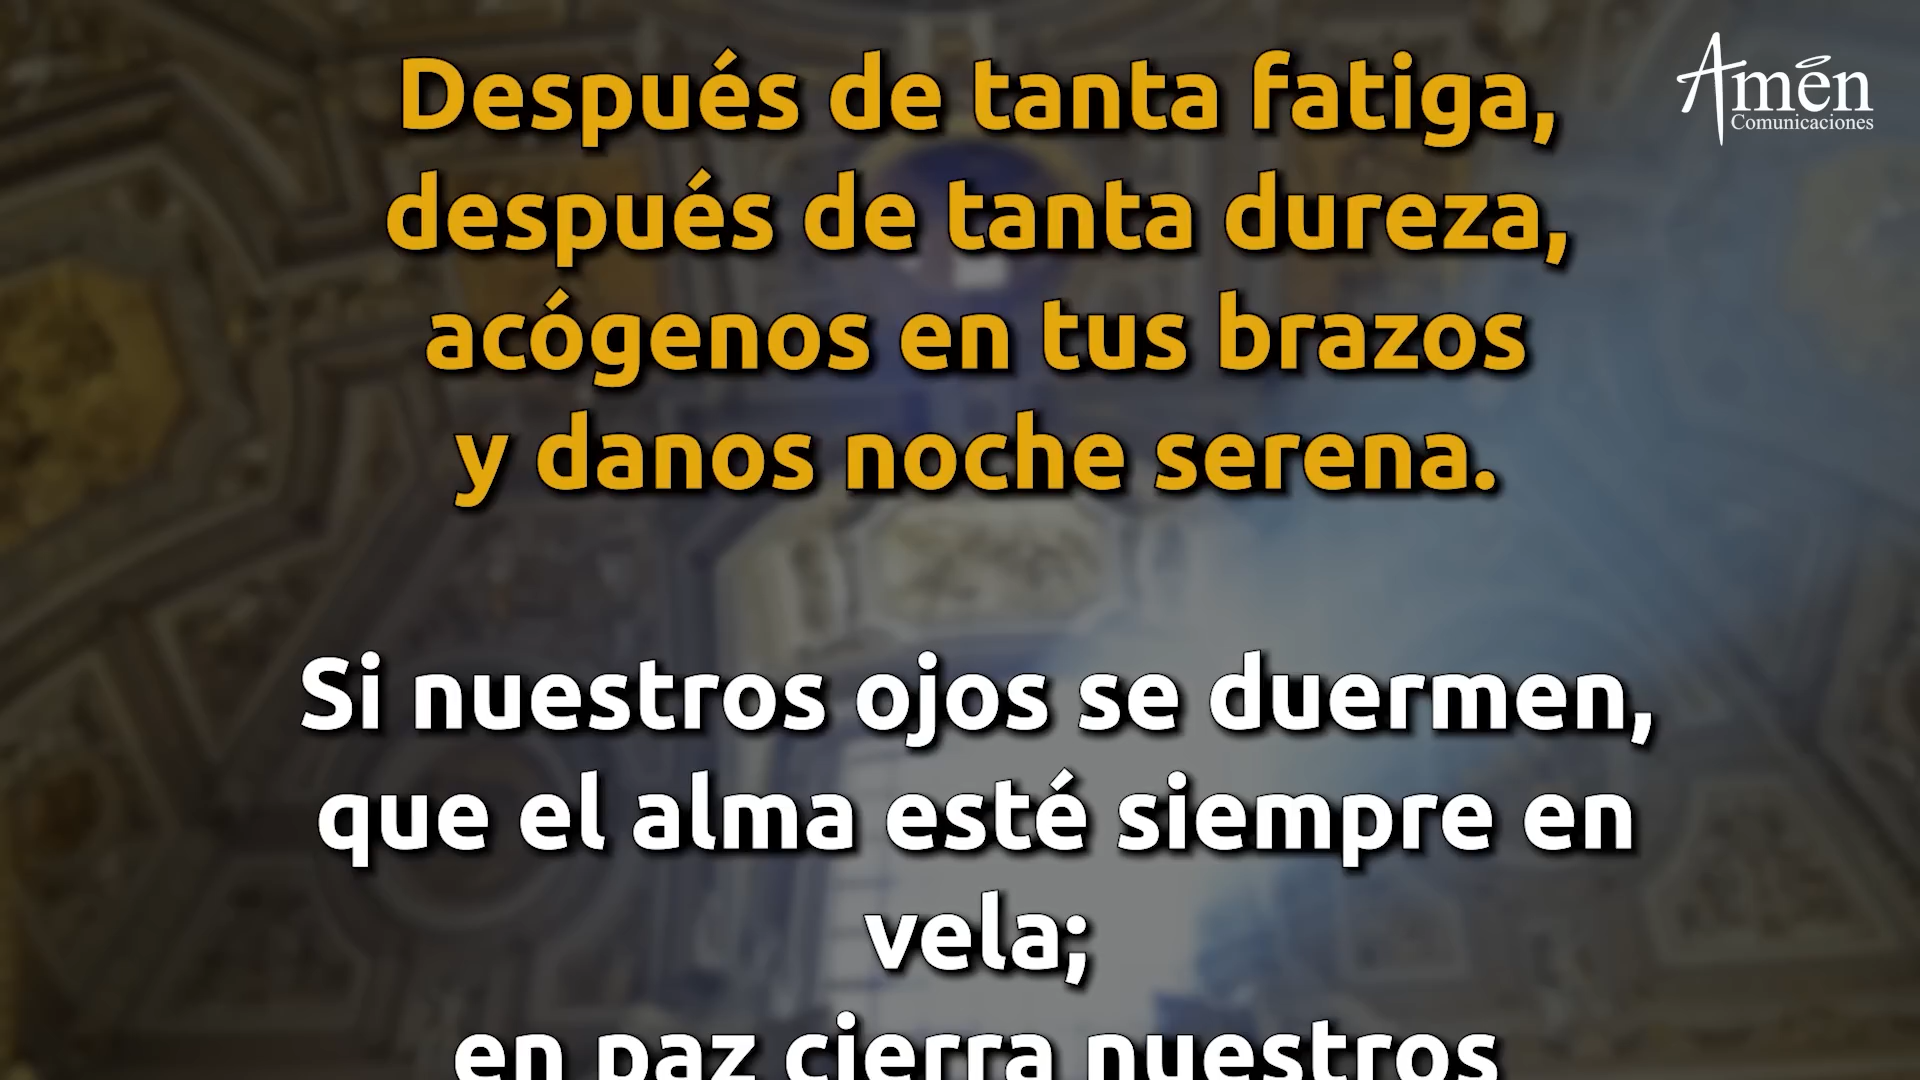 Amén
Comunicaciones
Después de tanta fatiga,
después de tanta dureza,
acógenos en tus brazos
y danos noche serena.
Si nuestros ojos se duermen,
que el alma esté siempre en
vela;
en paz cierra nuestros